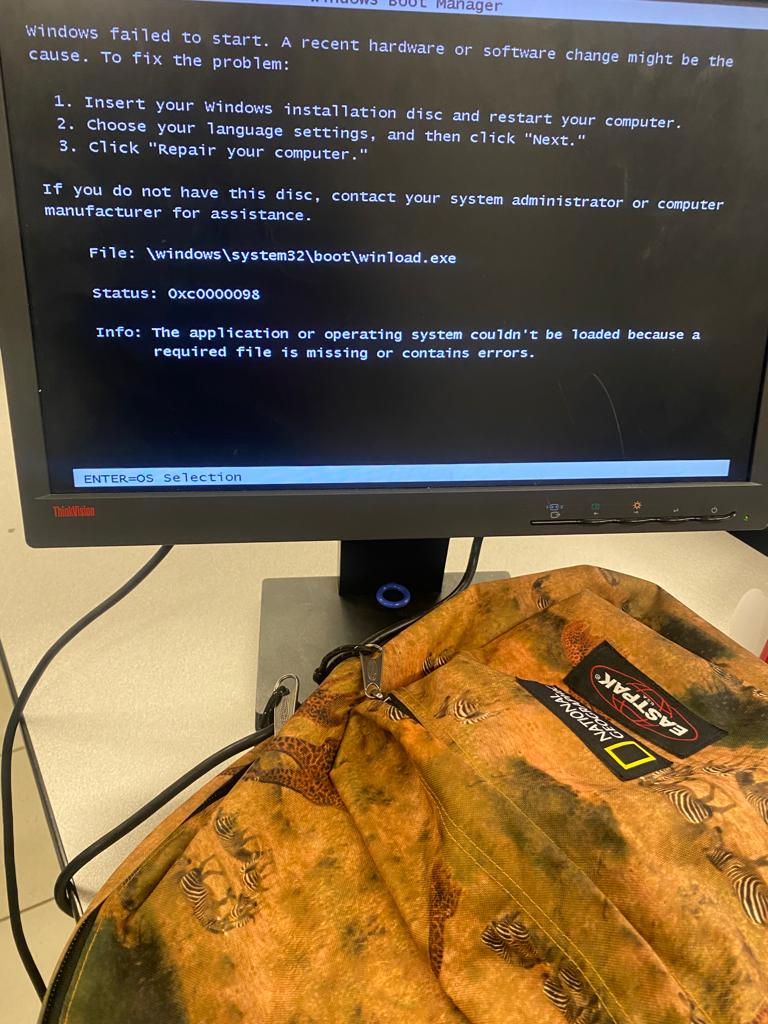 Windows Boot Manager
Windows failed to start. A recent hardware or software change might be the
cause. To fix the problem:
1. Insert your Windows installation disc and restart your computer.
2. Choose your language settings, and then click "Next."
3. Click "Repair your computer."
If you do not have this disc, contact your system administrator or computer
manufacturer for assistance.
File: \windows\system32\boot\winload.exe
Status: 0xc0000098
Info: The application or operating system couldn't be loaded because a
required file is missing or contains errors.
ENTER=OS Selection
ThinkVision
EASTPAK®
NATIONAL
GEOGRAPHIC